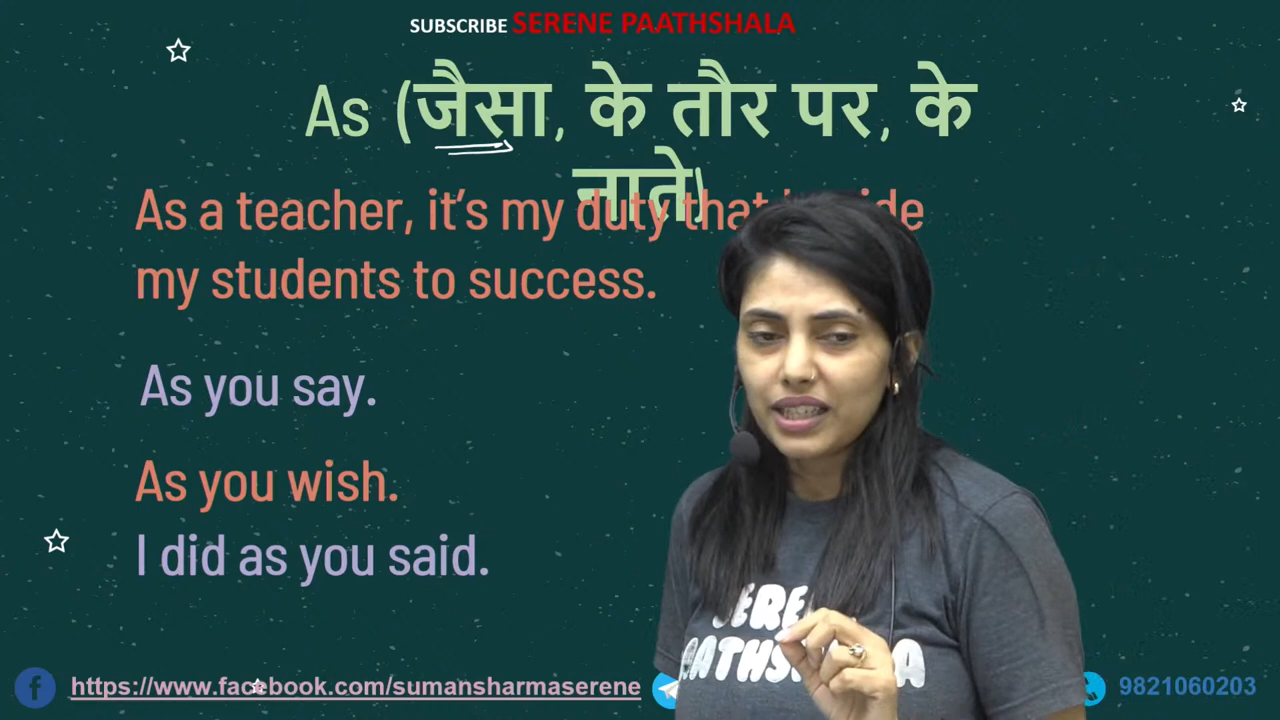 SUBSCRIBE SERENE PAATHSHALA
As (जैसा, के तौर पर, के
नाते)
As a teacher, it's my duty that
my students to success.
As you say.
As you wish.
I did as you said.
https://www.facebook.com/sumansharmaserene
9821060203